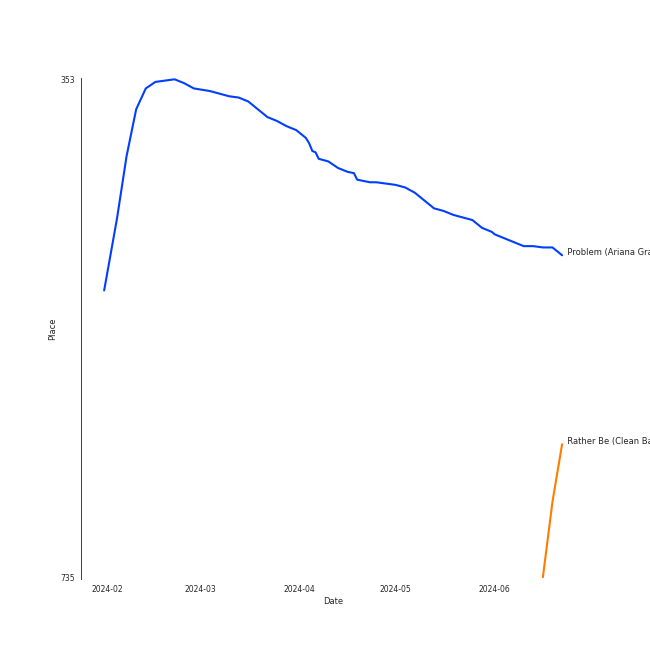 353
Problem (Ariana Gra
Place
Rather Be (Clean Ba
735
2024-02 2024-03 2024-04 2024-05 2024-06
Date